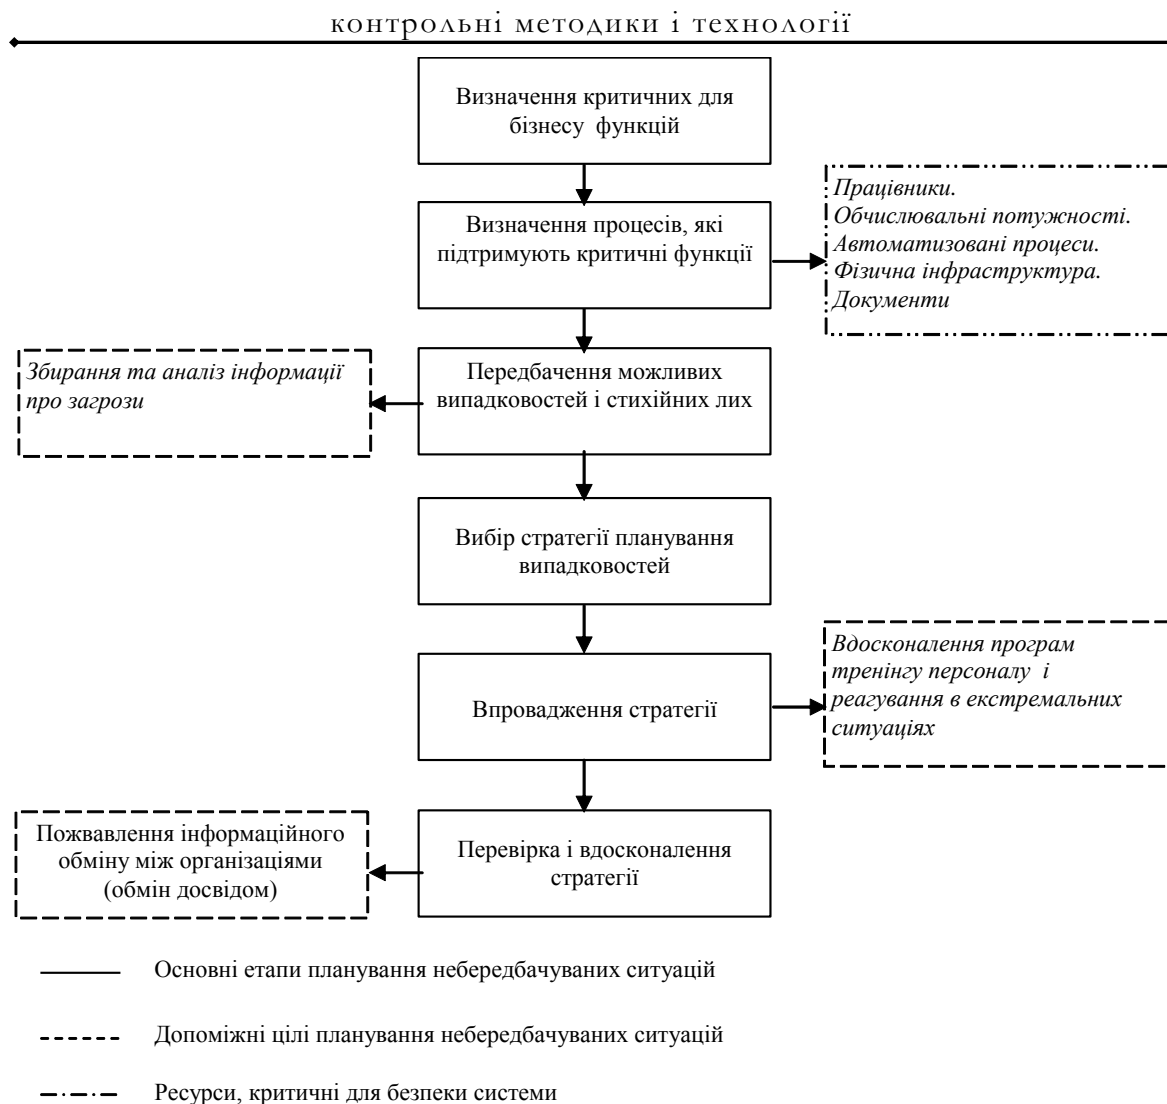 контрольні методики і технології
Визначення критичних для
бізнесу функцій
Визначення процесів, які
підтримують критичні функції
Працівники.
Обчислювальні потужності.
Автоматизовані процеси.
Фізична інфраструктура.
Документи
Передбачення можливих
випадковостей і стихійних лих
Збирання та аналіз інформації
про загрози
Вибір стратегії планування
випадковостей
Впровадження стратегії
Вдосконалення програм
тренінгу персоналу і
реагування в екстремальних
ситуаціях
Перевірка і вдосконалення
стратегії
Пожвавлення інформаційного
обміну між організаціями
(обмін досвідом)
Основні етапи планування небередбачуваних ситуацій
Допоміжні цілі планування небередбачуваних ситуацій
Ресурси, критичні для безпеки системи